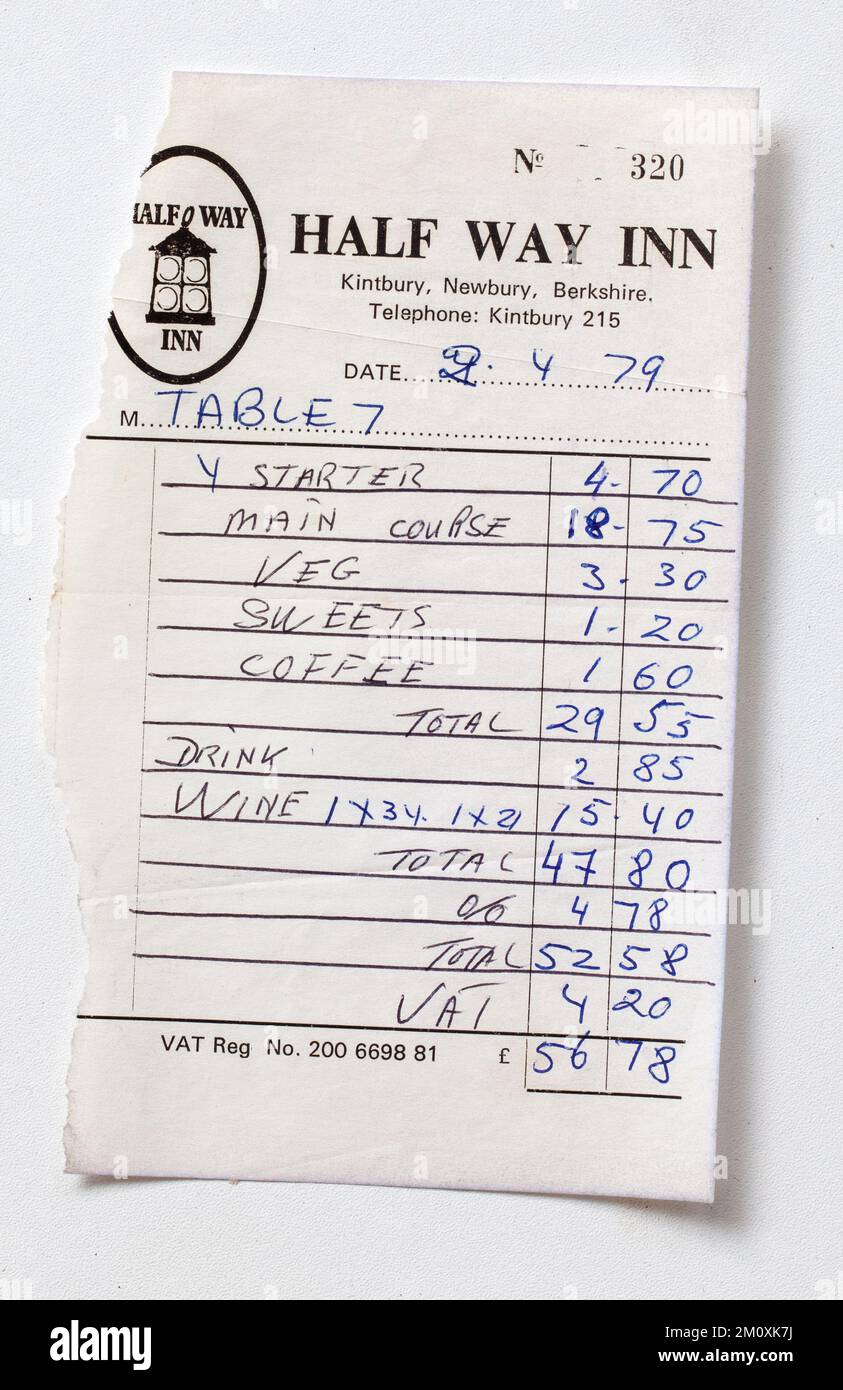 Nº 320
HALF WAY
INN
HALF WAY INN
Kintbury, Newbury, Berkshire.
Telephone: Kintbury 215
DATE 4 79
M. TABLE 7
4 STARTER 4-70
MAIN COURSE 18-75
VEG 3-30
SWEETS 1-20
COFFEE 1 60
TOTAL 29 55
DRINK 2 85
WINE 1X34. 1X21 15-40
TOTAL 47 80
% 4 78
TOTAL 52 58
VAT 4 20
VAT Reg No. 200 6698 81 £ 56 78
alamy
Image ID: 2M0XK7J
www.alamy.com